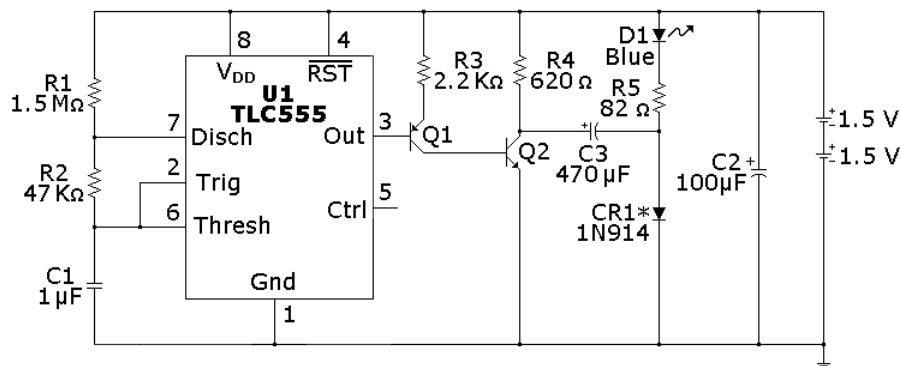 R1
1.5 MΩ
R2
47 KΩ
C1
1 µF
8
4
VDD
RST
U1
TLC555
7
Disch
2
Trig
6
Thresh
Out
3
5
Ctrl
Gnd
1
Q1
R3
2.2 KΩ
Q2
R4
620 Ω
C3
+
470 µF
D1
Blue
R5
82 Ω
CR1*
1N914
C2
+
100µF
+
-
1.5 V
+
-
1.5 V